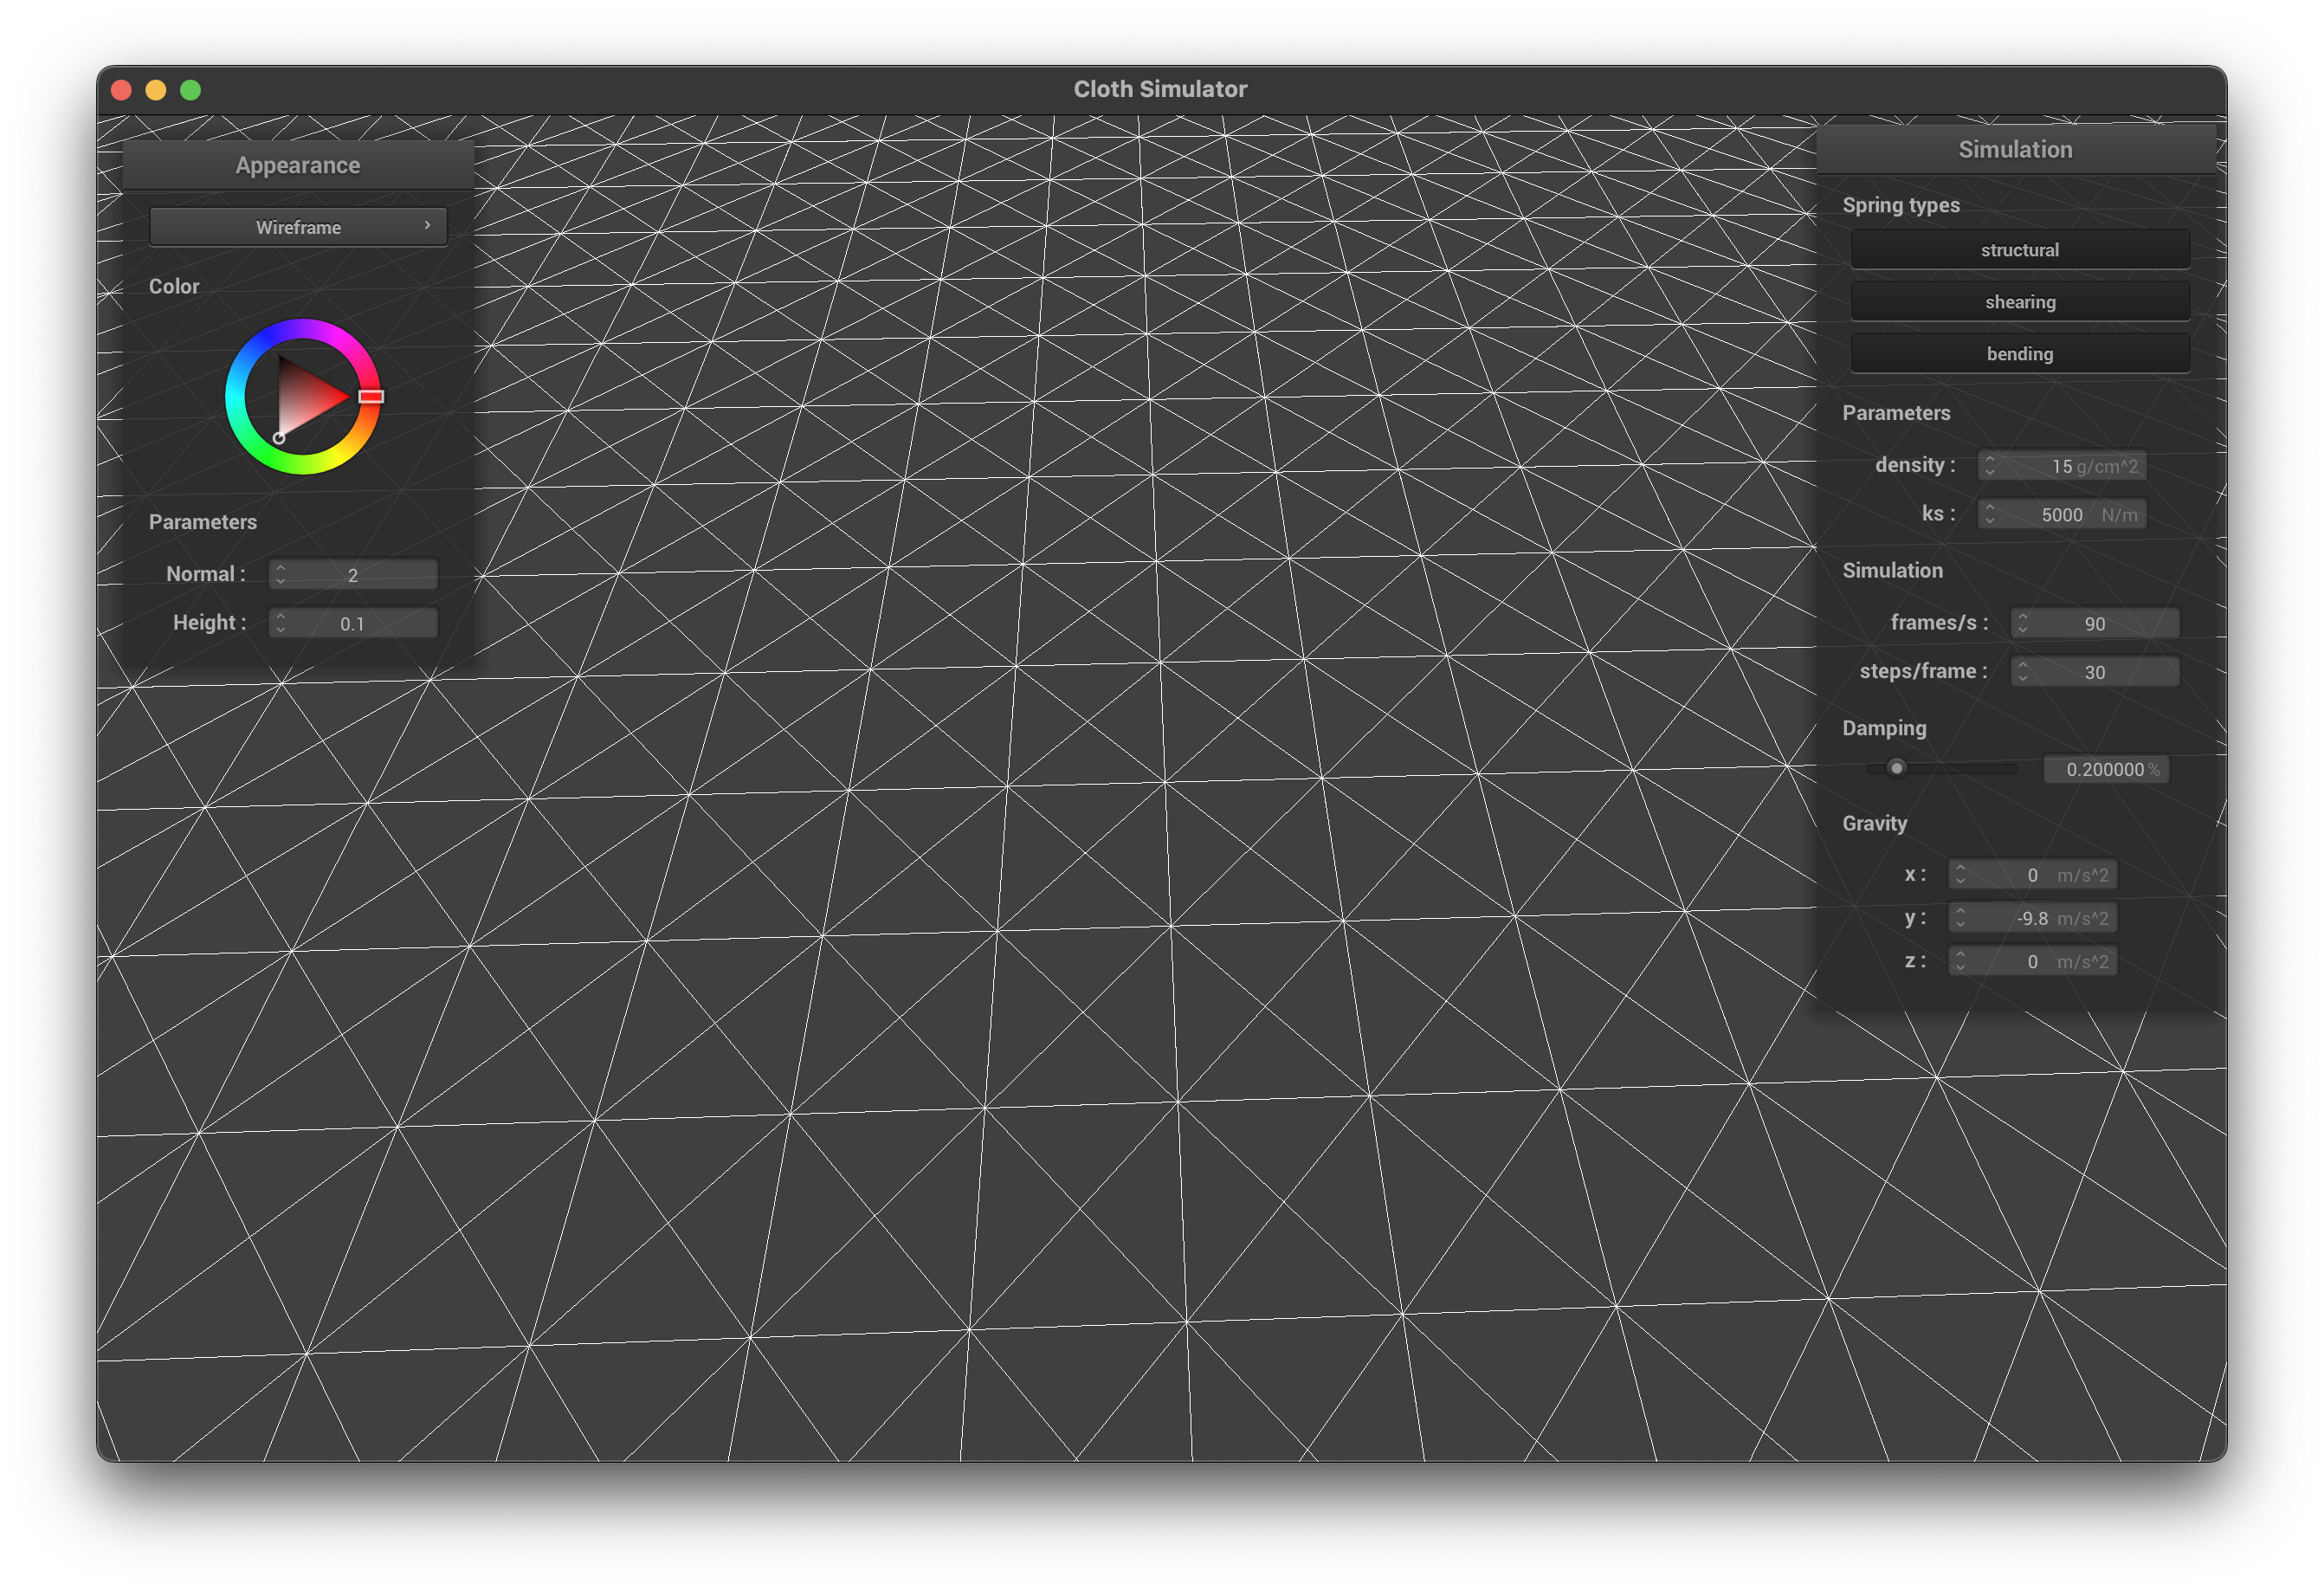 Cloth Simulator
Appearance
Wireframe
Color
Parameters
Normal : 2
Height : 0.1
Simulation
Spring types
structural
shearing
bending
Parameters
density : 15 g/cm^2
ks : 5000 N/m
Simulation
frames/s : 90
steps/frame : 30
Damping
0.200000 %
Gravity
x : 0 m/s^2
y : -9.8 m/s^2
z : 0 m/s^2